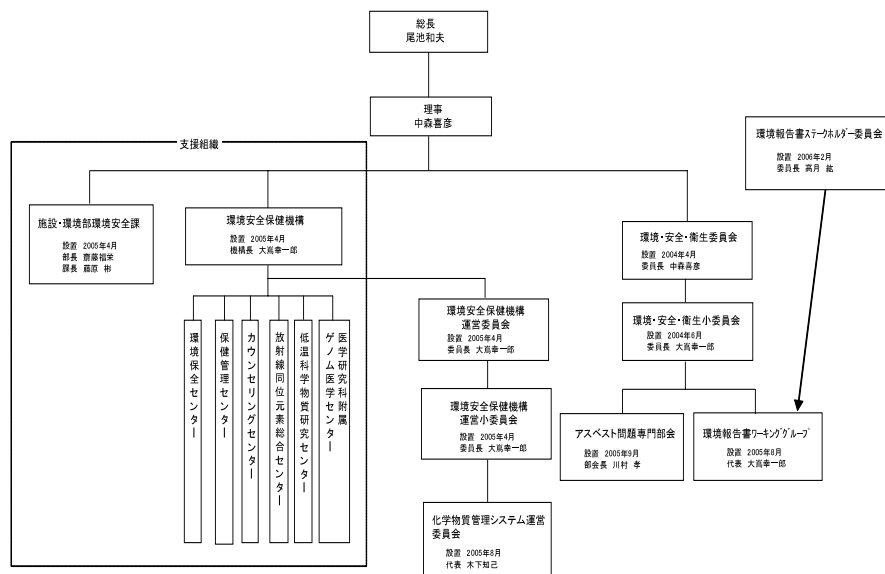 総長
尾池和夫
理事
中森喜彦
支援組織
環境報告書ｽﾃｰｸﾎﾙﾀﾞｰ委員会
設置 2006年2月
委員長 高月 紘
施設・環境部環境安全課
設置 2005年4月
部長 齋藤福栄
課長 藤原 彬
環境安全保健機構
設置 2005年4月
機構長 大嶌幸一郎
環境・安全・衛生委員会
設置 2004年4月
委員長 中森喜彦
環境安全保健機構
運営委員会
設置 2005年4月
委員長 大嶌幸一郎
環境・安全・衛生小委員会
設置 2004年6月
委員長 大嶌幸一郎
環境保全センター
保健管理センター
カウンセリングセンター
放射線同位元素総合センター
低温科学物質研究センター
医学研究科附属
ゲノム医学センター
環境安全保健機構
運営小委員会
設置 2005年4月
委員長 大嶌幸一郎
アスベスト問題専門部会
設置 2005年9月
部会長 川村 孝
環境報告書ﾜｰｷﾝｸﾞｸﾞﾙｰﾌﾟ
設置 2005年8月
代表 大嶌幸一郎
化学物質管理システム運営
委員会
設置 2005年8月
代表 木下知己